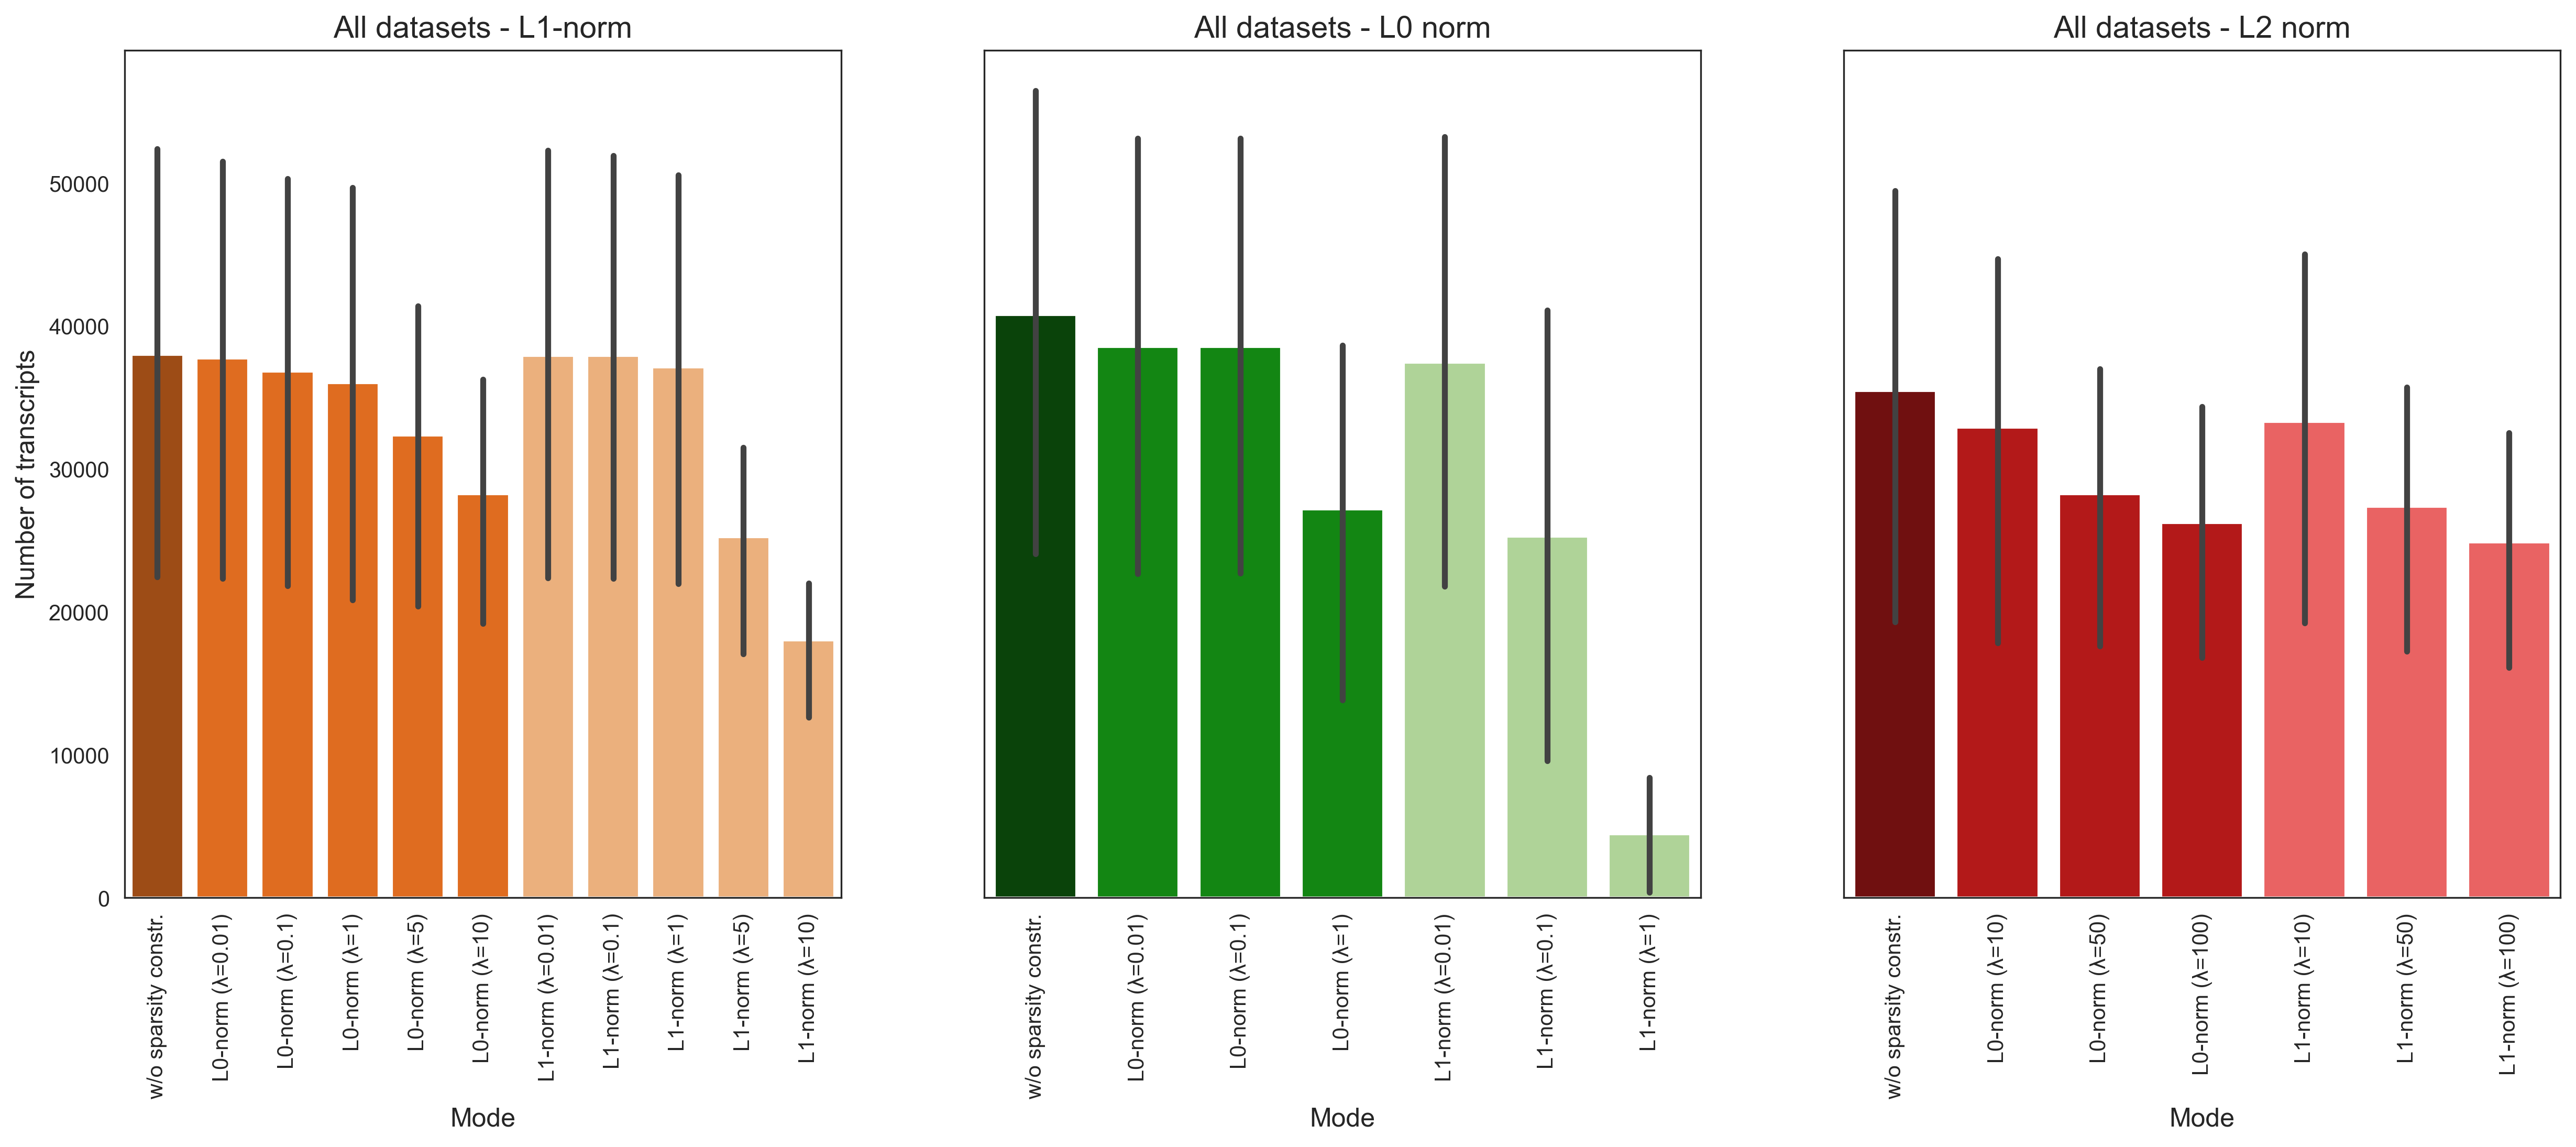 All datasets - L1-norm
All datasets - L0 norm
All datasets - L2 norm
Number of transcripts
50000
40000
30000
20000
10000
0
w/o sparsity constr.
L0-norm (λ=0.01)
L0-norm (λ=0.1)
L0-norm (λ=1)
L0-norm (λ=5)
L0-norm (λ=10)
L1-norm (λ=0.01)
L1-norm (λ=0.1)
L1-norm (λ=1)
L1-norm (λ=5)
L1-norm (λ=10)
Mode
w/o sparsity constr.
L0-norm (λ=0.01)
L0-norm (λ=0.1)
L0-norm (λ=1)
L1-norm (λ=0.01)
L1-norm (λ=0.1)
L1-norm (λ=1)
Mode
w/o sparsity constr.
L0-norm (λ=10)
L0-norm (λ=50)
L0-norm (λ=100)
L1-norm (λ=10)
L1-norm (λ=50)
L1-norm (λ=100)
Mode